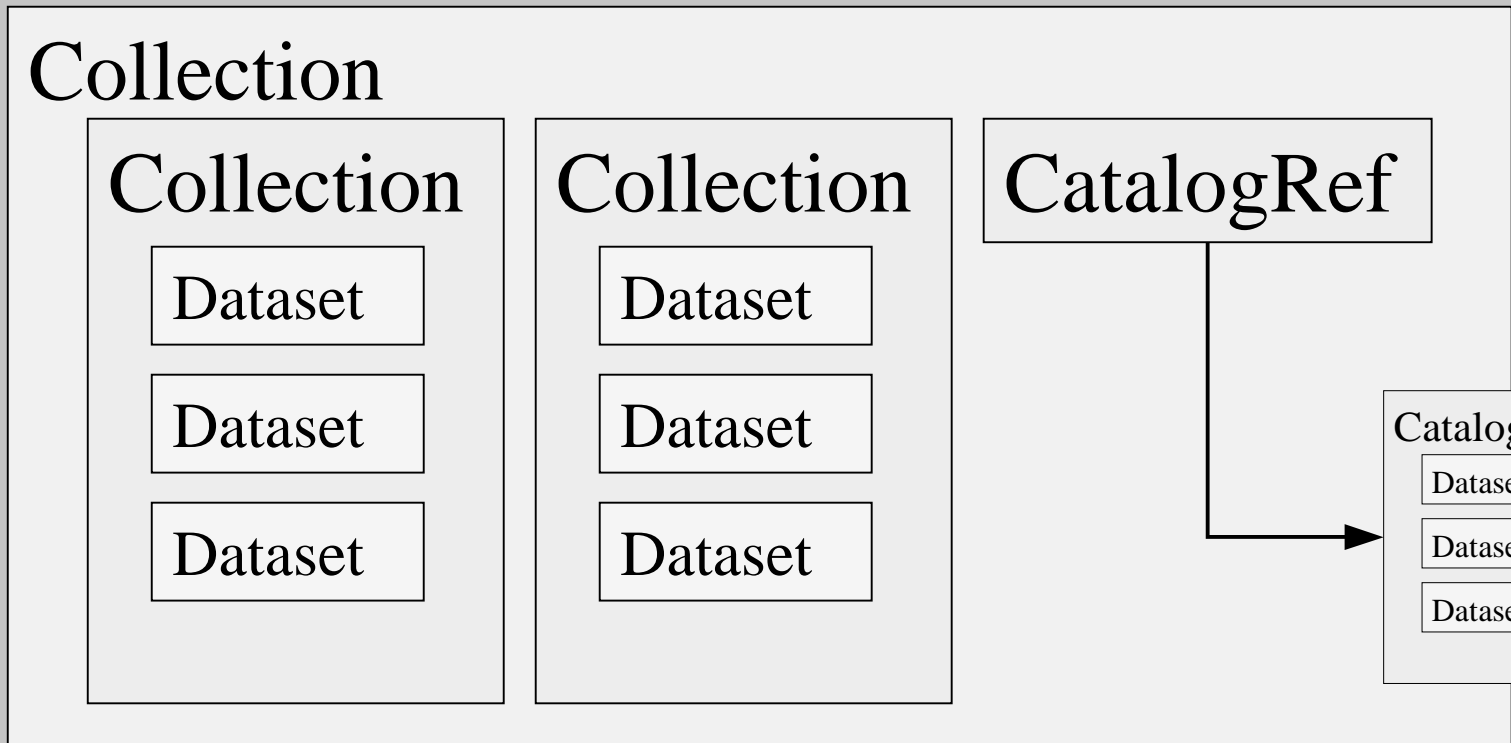 Collection
Collection
Dataset
Dataset
Dataset
Collection
Dataset
Dataset
Dataset
CatalogRef